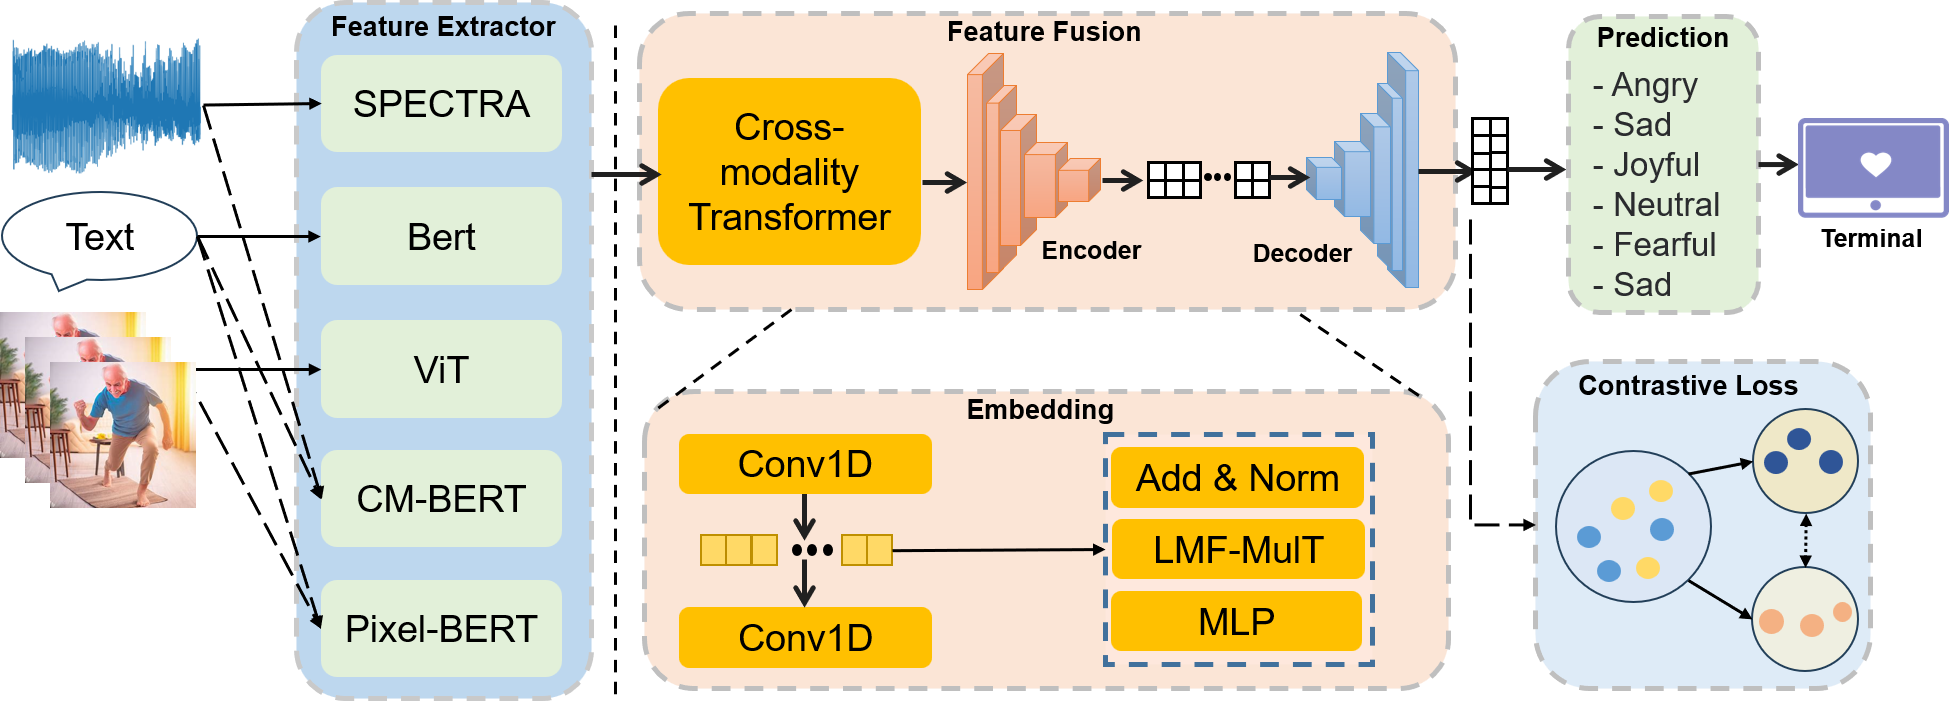 Feature Extractor
SPECTRA
Text
Bert
ViT
CM-BERT
Pixel-BERT
Feature Fusion
Cross-
modality
Transformer
Encoder
Decoder
Embedding
Conv1D
Conv1D
Add & Norm
LMF-MulT
MLP
Prediction
- Angry
- Sad
- Joyful
- Neutral
- Fearful
- Sad
Terminal
Contrastive Loss